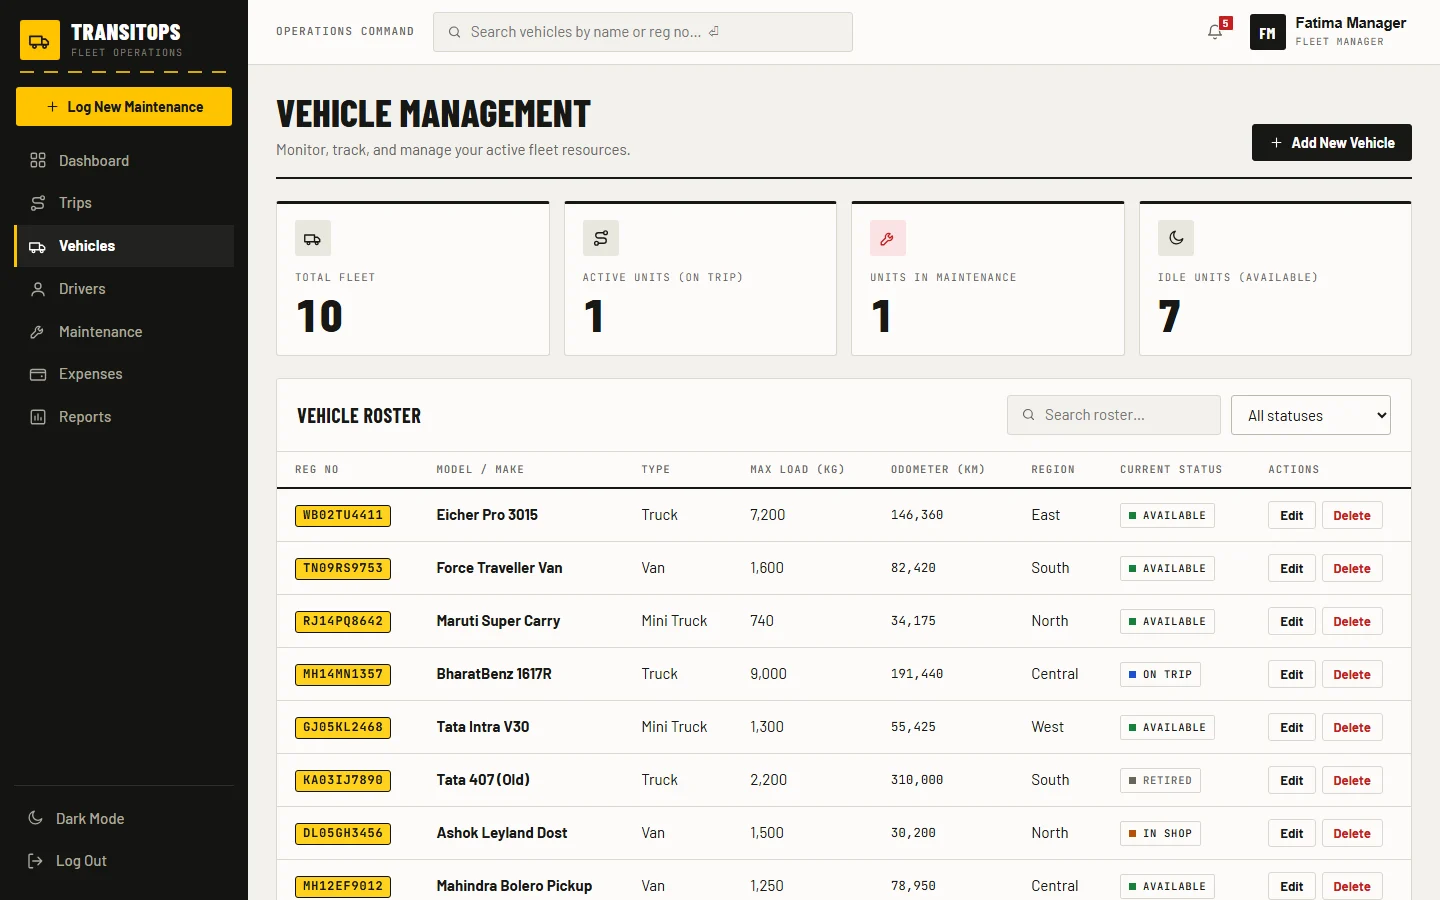 TRANSITOPS
FLEET OPERATIONS
+ Log New Maintenance
Dashboard
Trips
Vehicles
Drivers
Maintenance
Expenses
Reports
Dark Mode
Log Out
OPERATIONS COMMAND
Search vehicles by name or reg no... ⏎
5
FM
Fatima Manager
FLEET MANAGER
VEHICLE MANAGEMENT
Monitor, track, and manage your active fleet resources.
+ Add New Vehicle
TOTAL FLEET
10
ACTIVE UNITS (ON TRIP)
1
UNITS IN MAINTENANCE
1
IDLE UNITS (AVAILABLE)
7
VEHICLE ROSTER
Search roster...
All statuses
REG NO MODEL / MAKE TYPE MAX LOAD (KG) ODOMETER (KM) REGION CURRENT STATUS ACTIONS
WB02TU4411 Eicher Pro 3015 Truck 7,200 146,360 East AVAILABLE Edit Delete
TN09RS9753 Force Traveller Van Van 1,600 82,420 South AVAILABLE Edit Delete
RJ14PQ8642 Maruti Super Carry Mini Truck 740 34,175 North AVAILABLE Edit Delete
MH14MN1357 BharatBenz 1617R Truck 9,000 191,440 Central ON TRIP Edit Delete
GJ05KL2468 Tata Intra V30 Mini Truck 1,300 55,425 West AVAILABLE Edit Delete
KA03IJ7890 Tata 407 (Old) Truck 2,200 310,000 South RETIRED Edit Delete
DL05GH3456 Ashok Leyland Dost Van 1,500 30,200 North IN SHOP Edit Delete
MH12EF9012 Mahindra Bolero Pickup Van 1,250 78,950 Central AVAILABLE Edit Delete